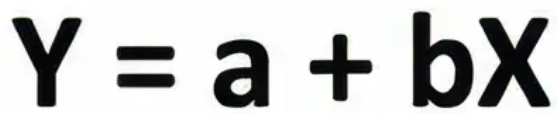 Y = a + bX